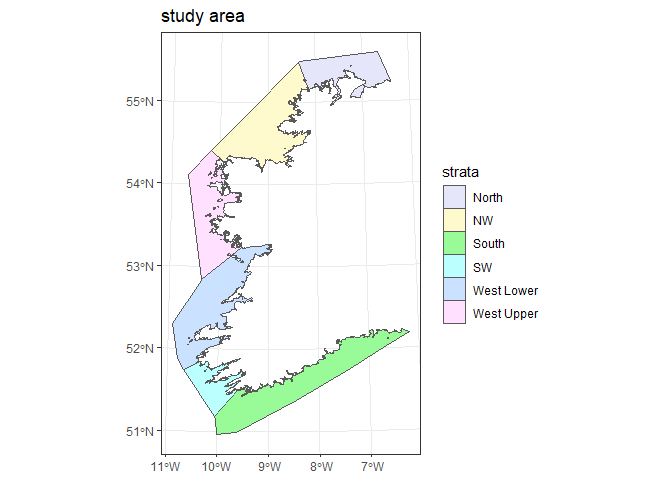 study area
55°N
54°N
53°N
52°N
51°N
11°W
10°W
9°W
8°W
7°W
strata
North
NW
South
SW
West Lower
West Upper